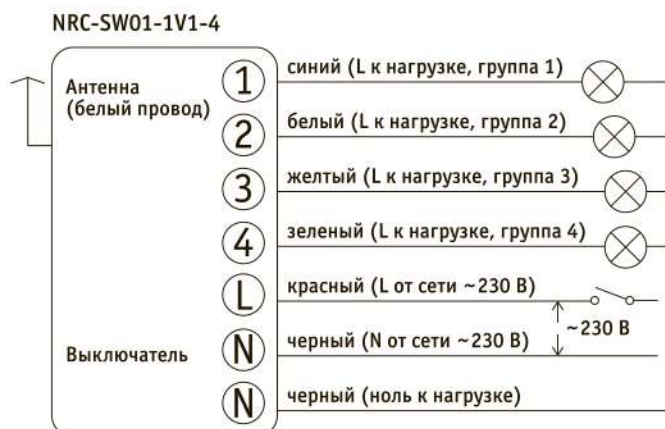 NRC-SW01-1V1-4
Антенна
(белый провод)
1
синий (L к нагрузке, группа 1)
2
белый (L к нагрузке, группа 2)
3
желтый (L к нагрузке, группа 3)
4
зеленый (L к нагрузке, группа 4)
L
красный (L от сети ~230 В)
~230 В
Выключатель
N
черный (N от сети ~230 В)
N
черный (ноль к нагрузке)